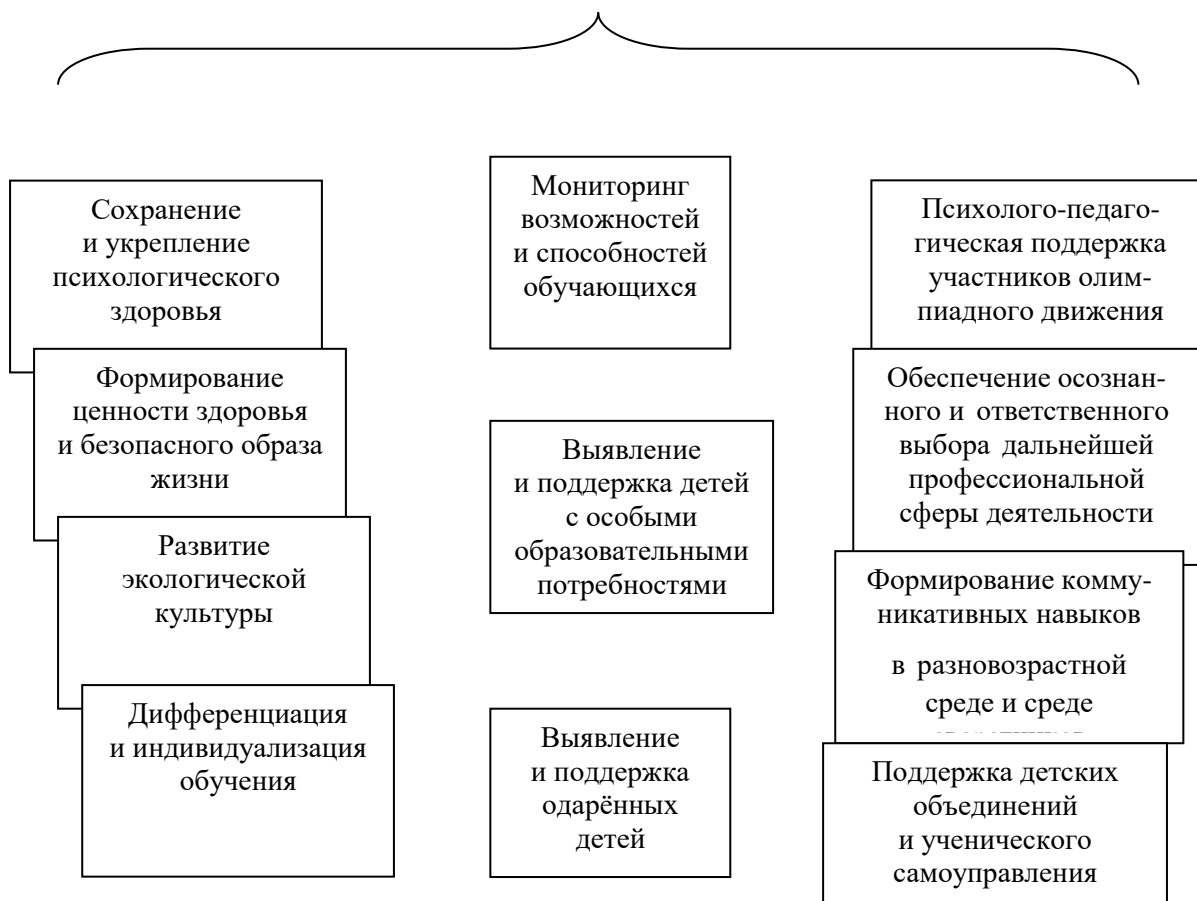 Сохранение
и укрепление
психологического
здоровья
Формирование
ценности здоровья
и безопасного образа
жизни
Развитие
экологической
культуры
Дифференциация
и индивидуализация
обучения
Мониторинг
возможностей
и способностей
обучающихся
Выявление
и поддержка детей
с особыми
образовательными
потребностями
Выявление
и поддержка
одарённых
детей
Психолого-педаго-
гическая поддержка
участников олим-
пиадного движения
Обеспечение осознан-
ного и ответственного
выбора дальнейшей
профессиональной
сферы деятельности
Формирование комму-
никативных навыков
в разновозрастной
среде и среде
Поддержка детских
объединений
и ученического
самоуправления